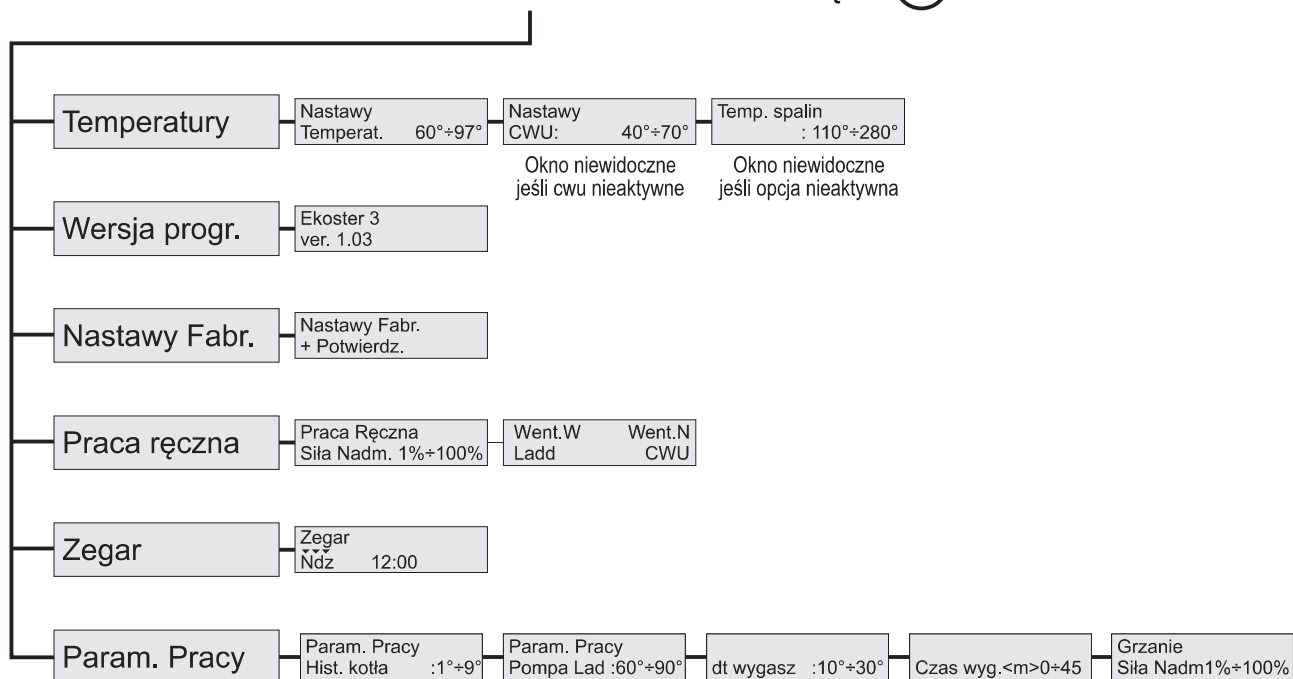 Temperatury
Nastawy
Temperat. 60°÷97°
Nastawy
CWU: 40°÷70°
Temp. spalin
: 110°÷280°
Okno niewidoczne
jeśli cwu nieaktywne
Okno niewidoczne
jeśli opcja nieaktywna
Wersja progr.
Ekoster 3
ver. 1.03
Nastawy Fabr.
Nastawy Fabr.
+ Potwierdz.
Praca ręczna
Praca Ręczna
Siła Nadm. 1%÷100%
Went.W Went.N
Ladd CWU
Zegar
Zegar
Ndz 12:00
Param. Pracy
Param. Pracy
Hist. kotła :1°÷9°
Param. Pracy
Pompa Lad :60°÷90°
dt wygasz :10°÷30°
Czas wyg.<m>0÷45
Grzanie
Siła Nadm1%÷100%